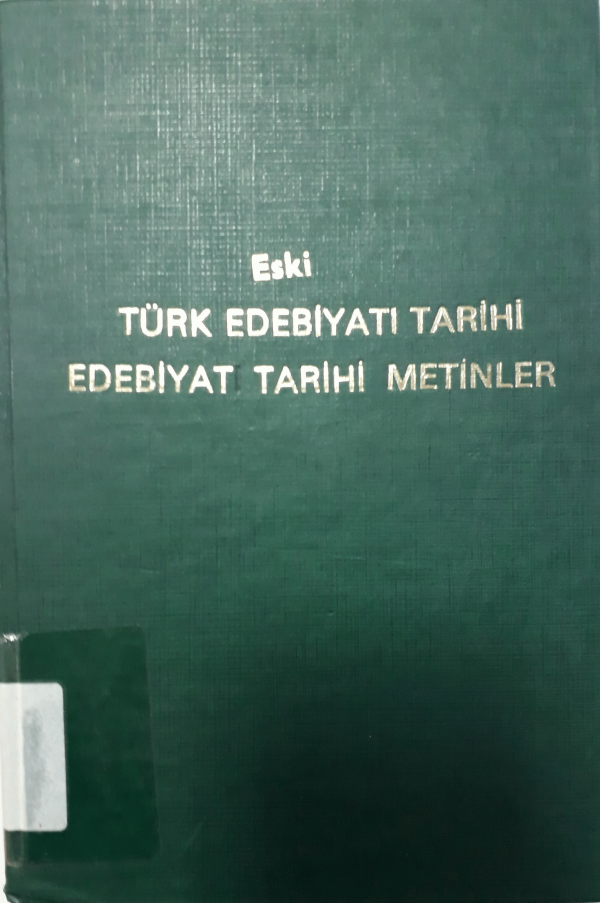 Eski
TÜRK EDEBİYATI TARİHİ
EDEBİYAT TARİHİ METİNLER